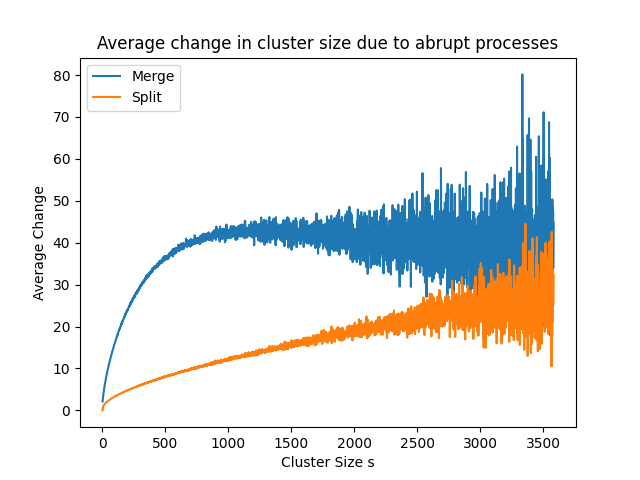 Average change in cluster size due to abrupt processes
Merge
Split
Average Change
80
70
60
50
40
30
20
10
0
0 500 1000 1500 2000 2500 3000 3500
Cluster Size s